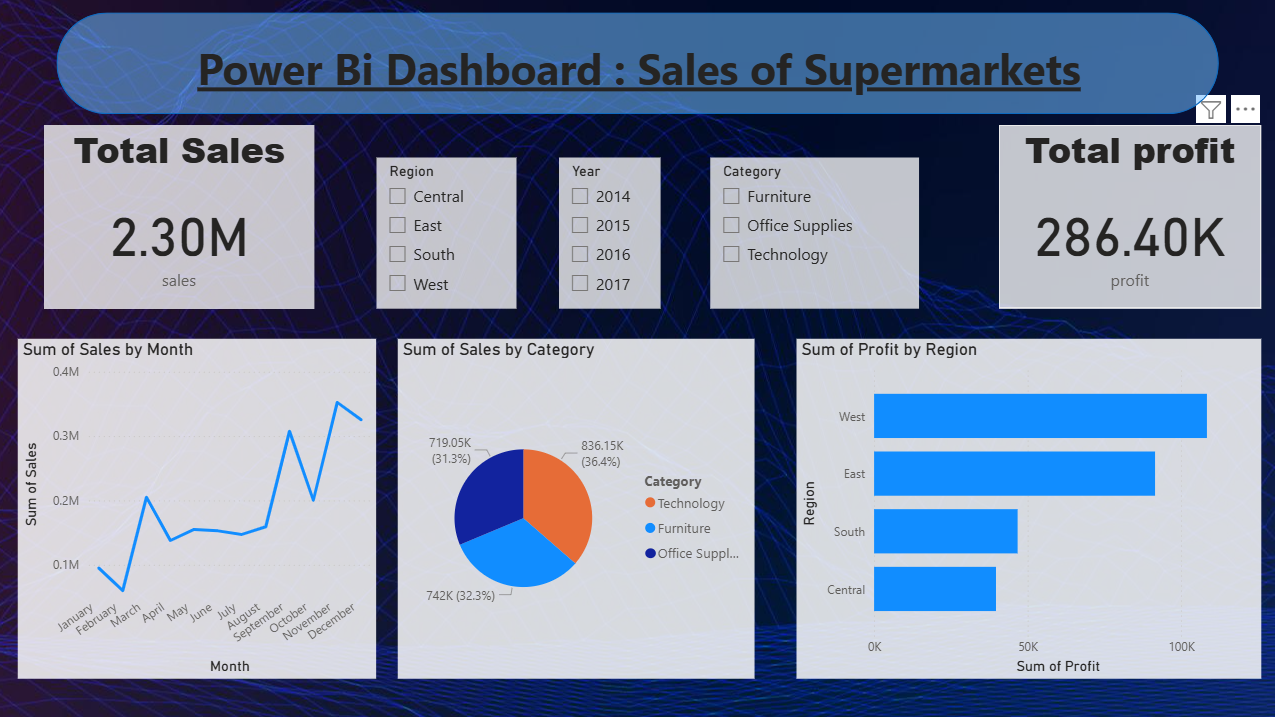 Power Bi Dashboard : Sales of Supermarkets
Total Sales
2.30M
sales
Region
Central
East
South
West
Year
2014
2015
2016
2017
Category
Furniture
Office Supplies
Technology
Total profit
286.40K
profit
Sum of Sales by Month
0.4M
0.3M
0.2M
0.1M
Sum of Sales
January
February
March
April
May
June
July
August
September
October
November
December
Month
Sum of Sales by Category
719.05K
(31.3%)
836.15K
(36.4%)
742K (32.3%)
Category
Technology
Furniture
Office Suppl...
Sum of Profit by Region
Region
West
East
South
Central
0K
50K
100K
Sum of Profit